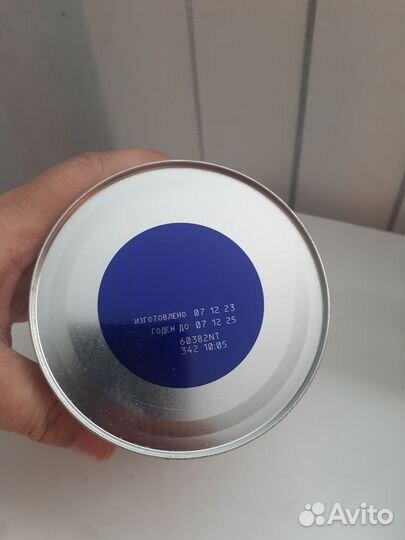 ИЗГОТОВЛЕНО 07 12 23
ГОДЕН ДО 07 12 25
60382NT
342 10:05
Avito